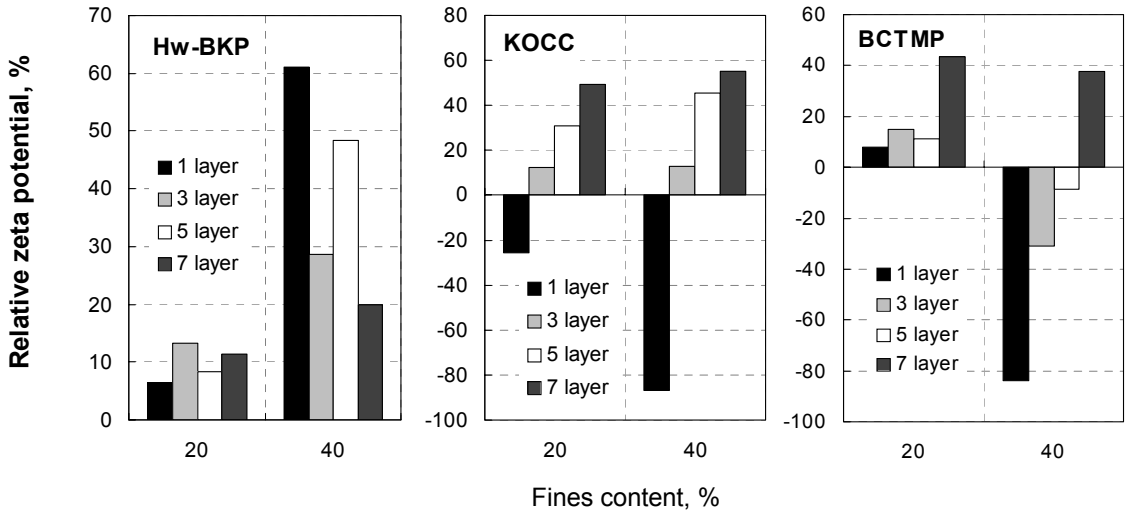 Relative zeta potential, %
70
60
50
40
30
20
10
0
Hw-BKP
1 layer
3 layer
5 layer
7 layer
20 40
80
60
40
20
0
-20
-40
-60
-80
-100
KOCC
1 layer
3 layer
5 layer
7 layer
20 40
60
40
20
0
-20
-40
-60
-80
-100
BCTMP
1 layer
3 layer
5 layer
7 layer
20 40
Fines content, %